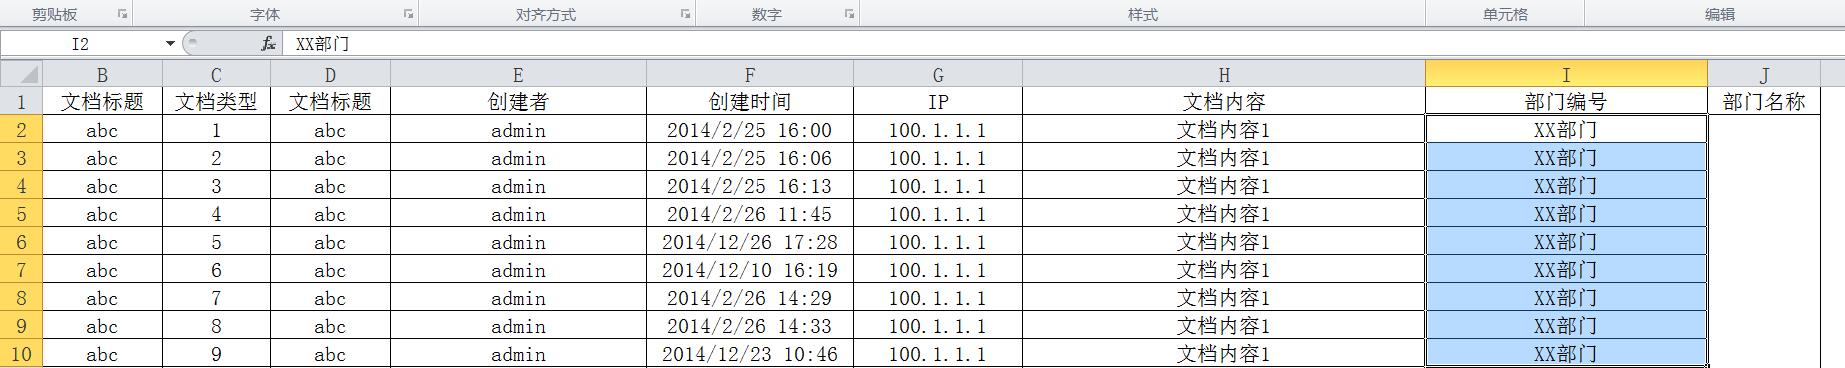 剪贴板 字体 对齐方式 数字 样式 单元格 编辑
I2 fx XX部门
B C D E F G H I J
1 文档标题 文档类型 文档标题 创建者 创建时间 IP 文档内容 部门编号 部门名称
2 abc 1 abc admin 2014/2/25 16:00 100.1.1.1 文档内容1 XX部门
3 abc 2 abc admin 2014/2/25 16:06 100.1.1.1 文档内容1 XX部门
4 abc 3 abc admin 2014/2/25 16:13 100.1.1.1 文档内容1 XX部门
5 abc 4 abc admin 2014/2/26 11:45 100.1.1.1 文档内容1 XX部门
6 abc 5 abc admin 2014/12/26 17:28 100.1.1.1 文档内容1 XX部门
7 abc 6 abc admin 2014/12/10 16:19 100.1.1.1 文档内容1 XX部门
8 abc 7 abc admin 2014/2/26 14:29 100.1.1.1 文档内容1 XX部门
9 abc 8 abc admin 2014/2/26 14:33 100.1.1.1 文档内容1 XX部门
10 abc 9 abc admin 2014/12/23 10:46 100.1.1.1 文档内容1 XX部门